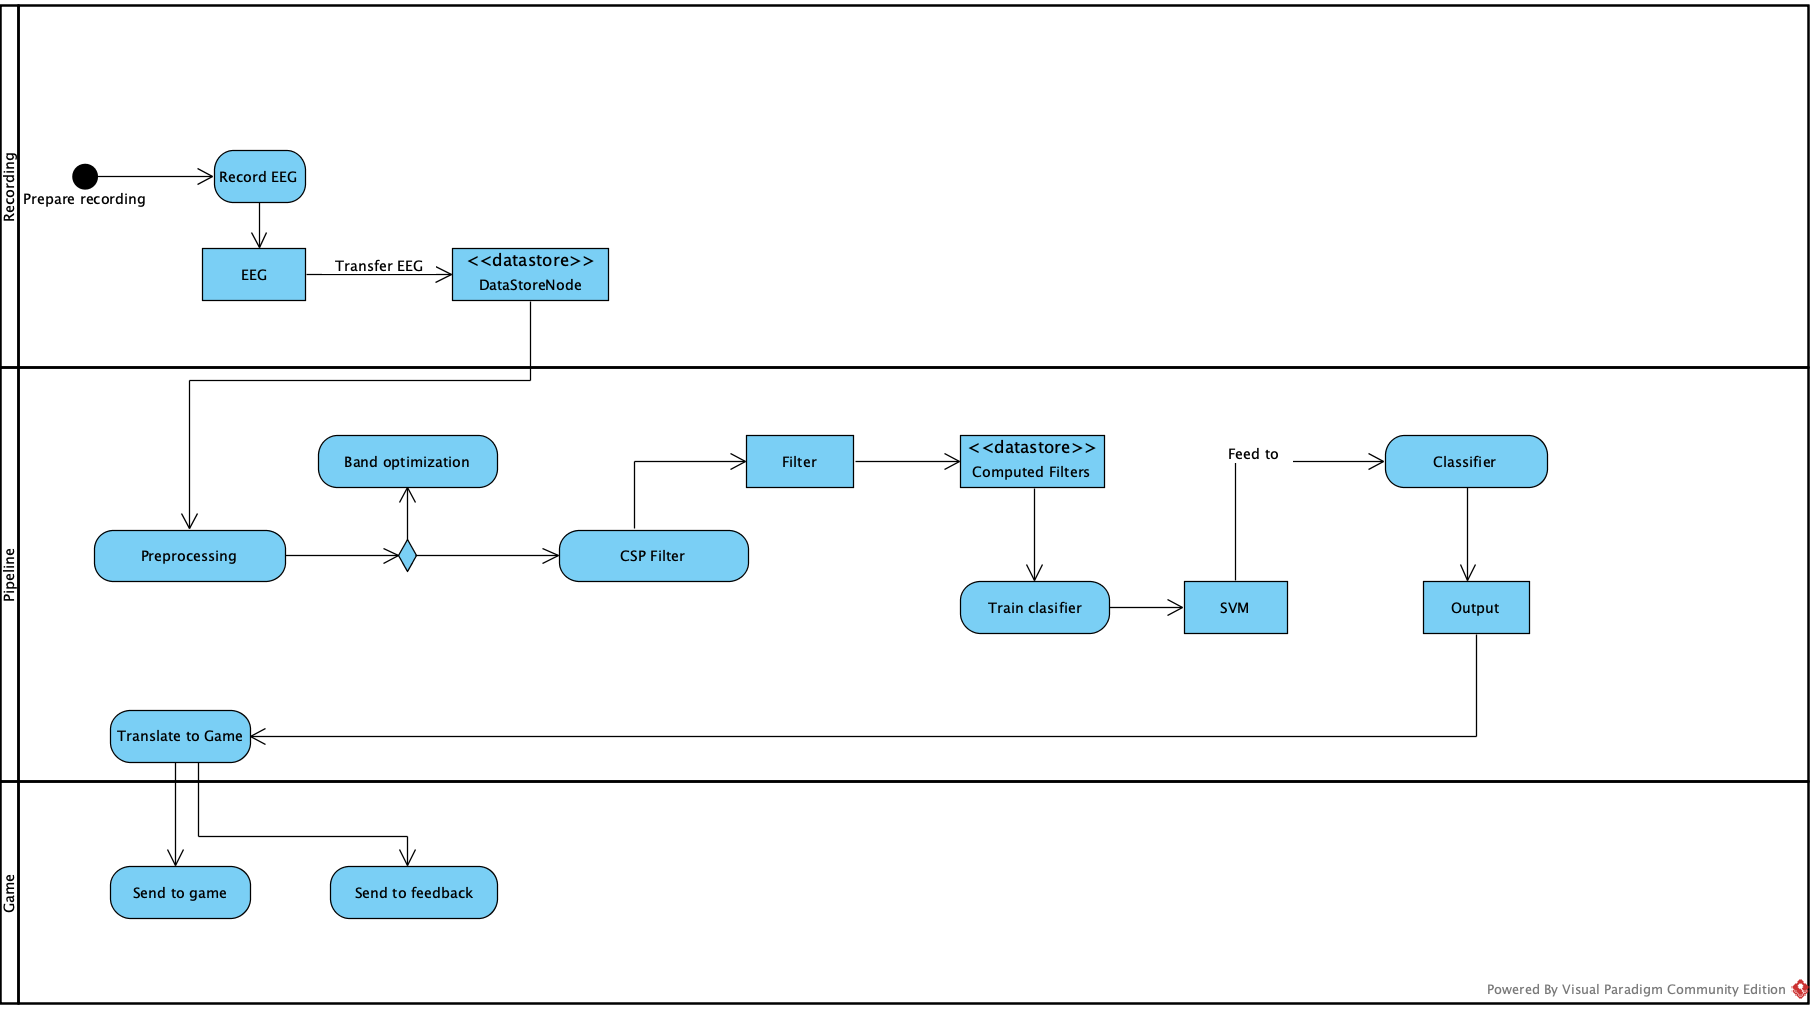 Recording
Prepare recording
Record EEG
EEG
Transfer EEG
<<datastore>>
DataStoreNode
Pipeline
Band optimization
Preprocessing
CSP Filter
Filter
<<datastore>>
Computed Filters
Train clasifier
SVM
Feed to
Classifier
Output
Translate to Game
Game
Send to game
Send to feedback
Powered By Visual Paradigm Community Edition